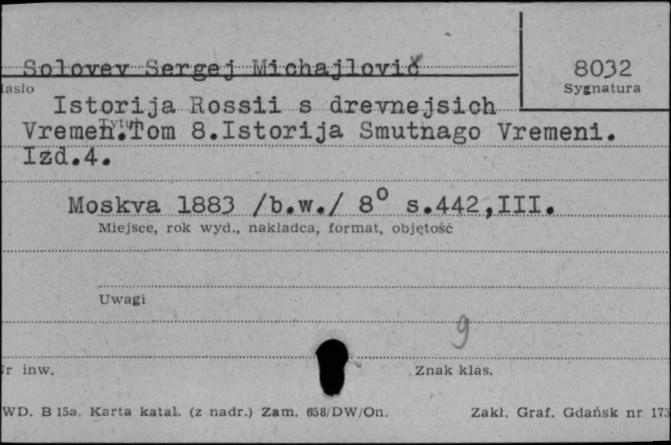 Solovev Sergej Michajlovič
8032
Sygnatura
Istorija Rossii s drevnejsich
Tytuł
Vremen.Tom 8.Istorija Smutnago Vremeni.
Izd.4.
Moskva 1883 /b.w./ 8° s.442,III.
Miejsce, rok wyd., nakładca, format, objętość
Uwagi
9
inw.
Znak klas.
WD. B 15a. Karta katal. (z nadr.) Zam. 658/DW/On.
Zakł. Graf. Gdańsk nr 173